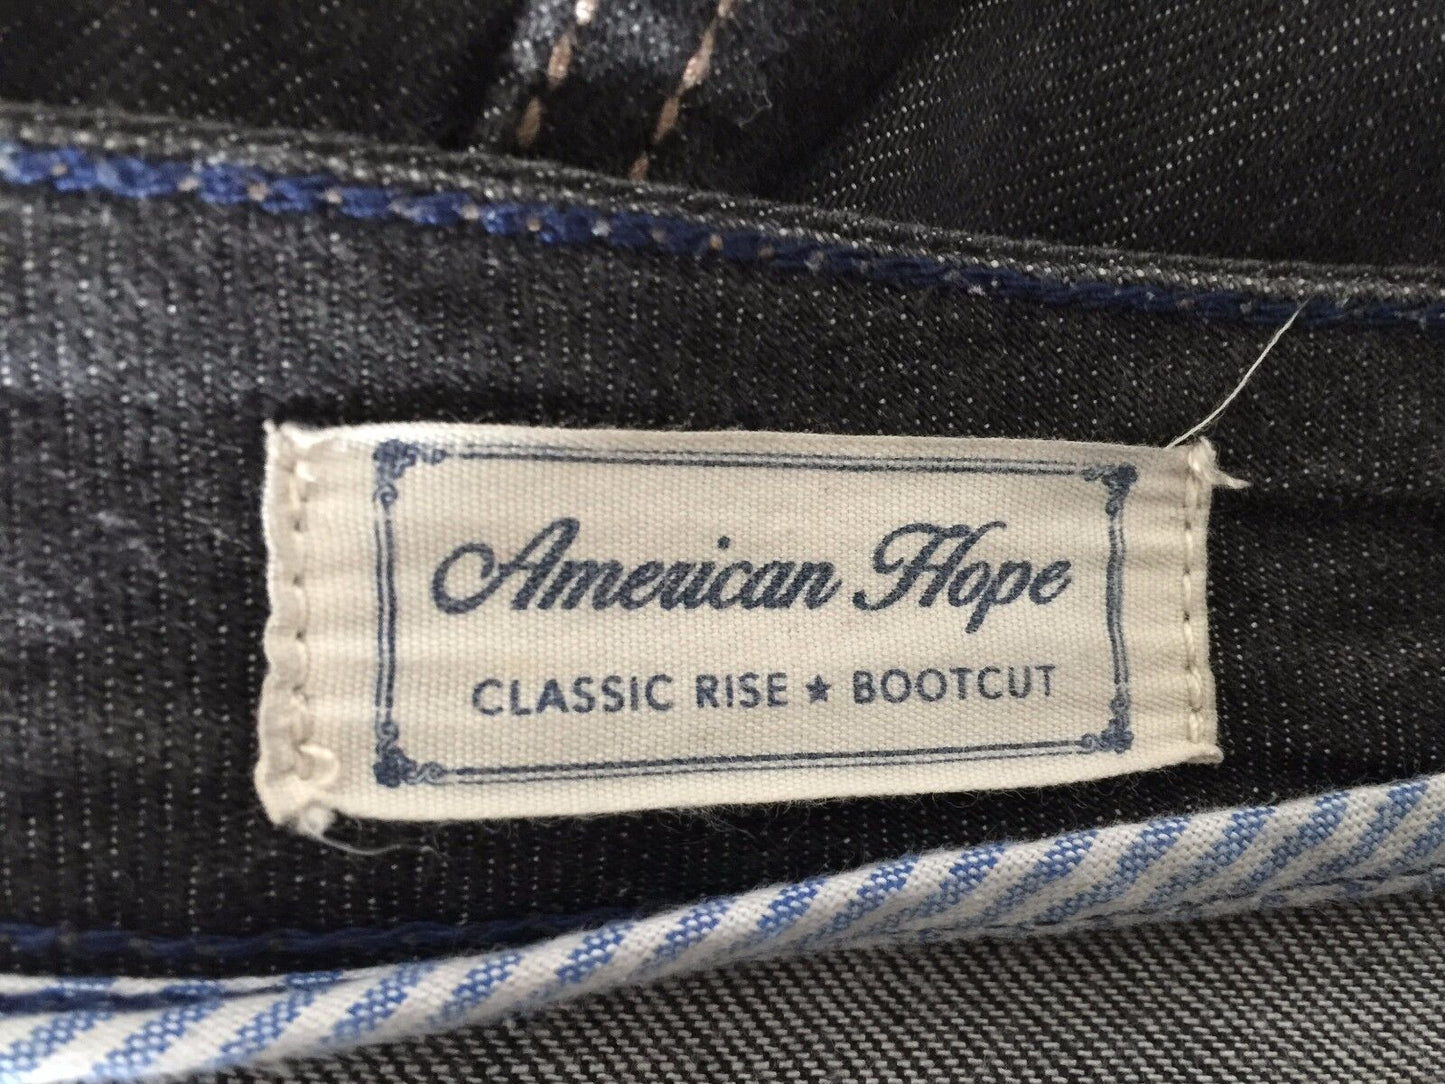 American Hope
CLASSIC RISE ★ BOOTCUT